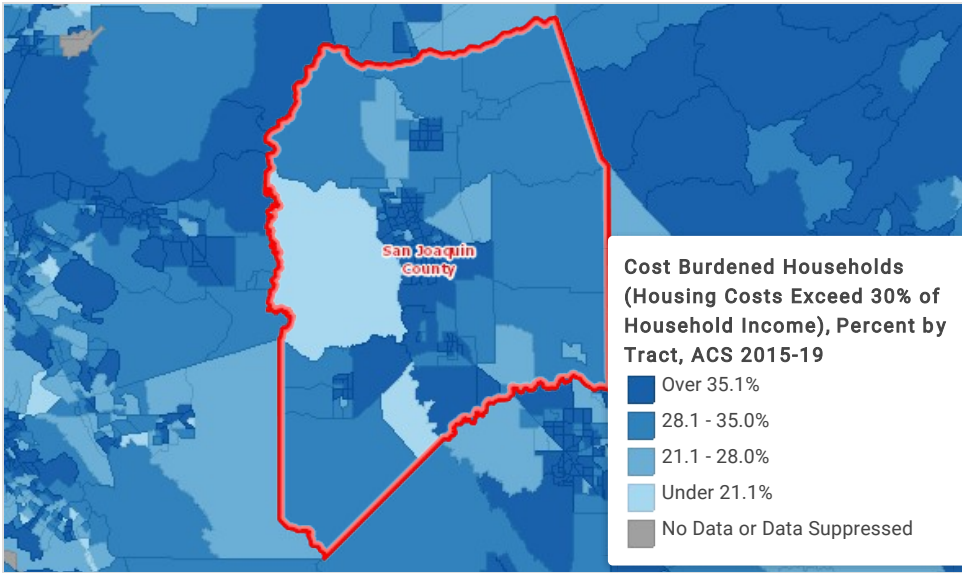 San Joaquin
County
Cost Burdened Households
(Housing Costs Exceed 30% of
Household Income), Percent by
Tract, ACS 2015-19
Over 35.1%
28.1 - 35.0%
21.1 - 28.0%
Under 21.1%
No Data or Data Suppressed